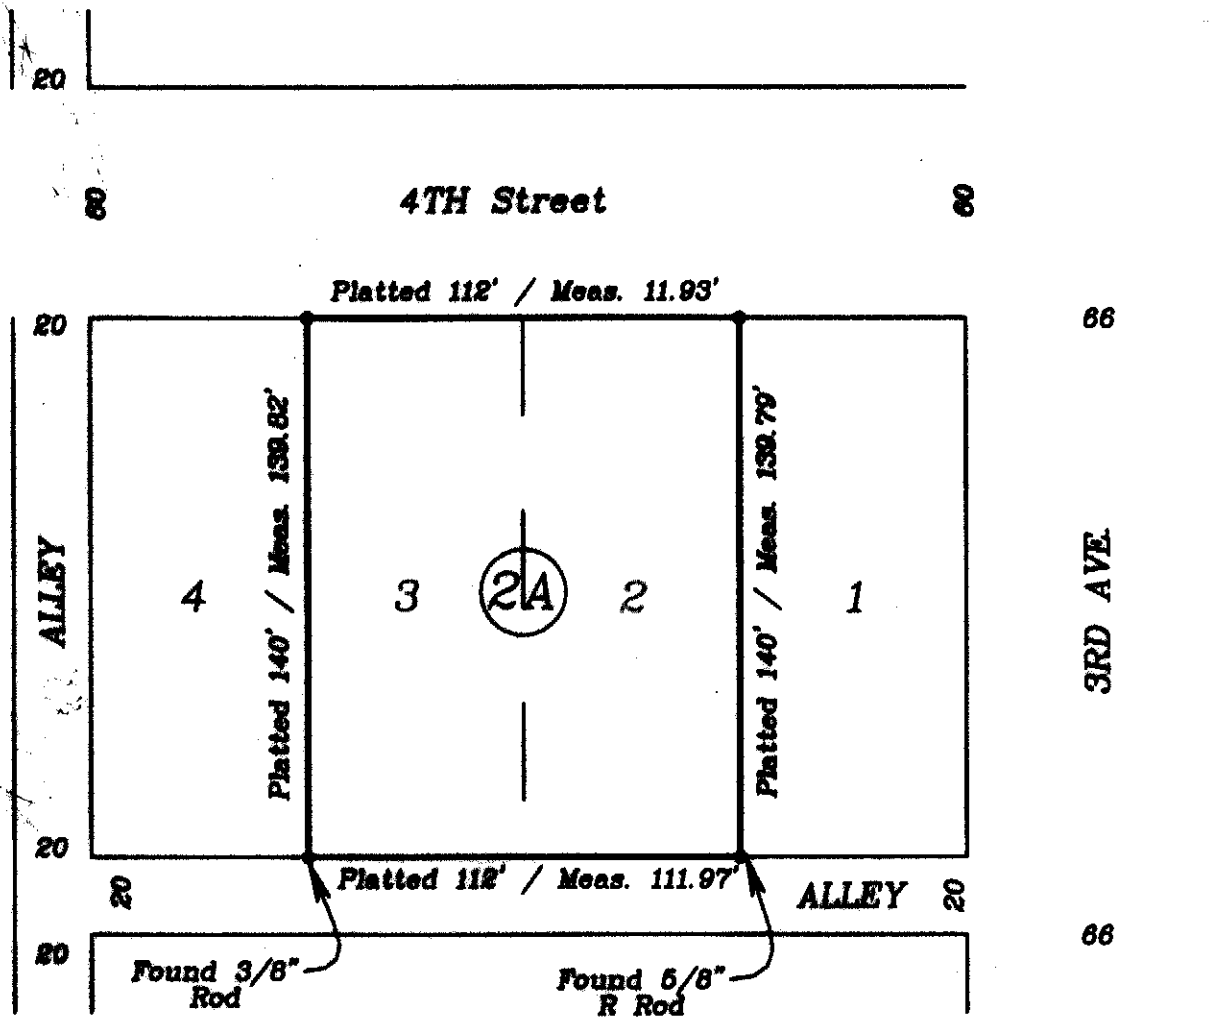 20
60
4TH Street
60
Platted 112' / Meas. 11.93'
20
66
Platted 140' / Meas. 139.82'
Platted 140' / Meas. 139.79'
ALLEY
4
3
2A
2
1
3RD AVE.
20
Platted 112' / Meas. 111.97'
20
ALLEY
20
20
66
Found 3/8"
Rod
Found 5/8"
R Rod